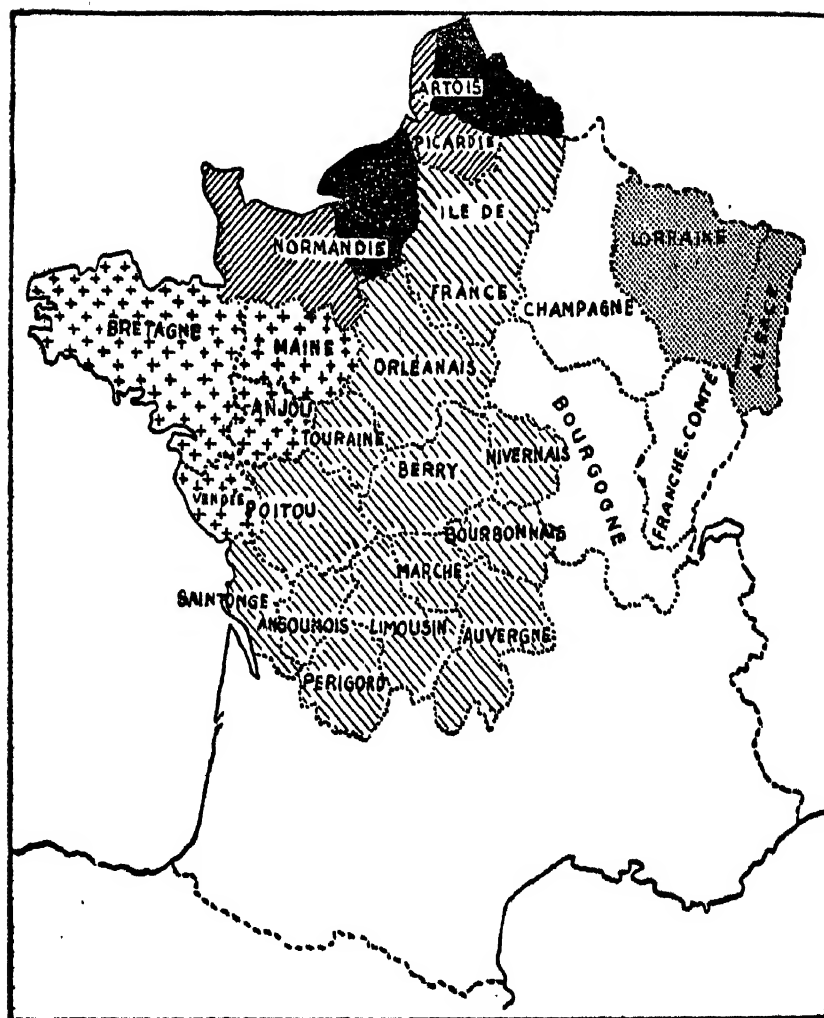 ARTOIS
PICARDIE
ILE DE
FRANCE
NORMANDIE
LORRAINE
ALSACE
CHAMPAGNE
BRETAGNE
MAINE
ORLÉANAIS
ANJOU
TOURAINE
BERRY
NIVERNAIS
BOURGOGNE
FRANCHE-COMTÉ
VENDÉE
POITOU
BOURBONNAIS
MARCHE
SAINTONGE
ANGOUMOIS
LIMOUSIN
AUVERGNE
PERIGORD